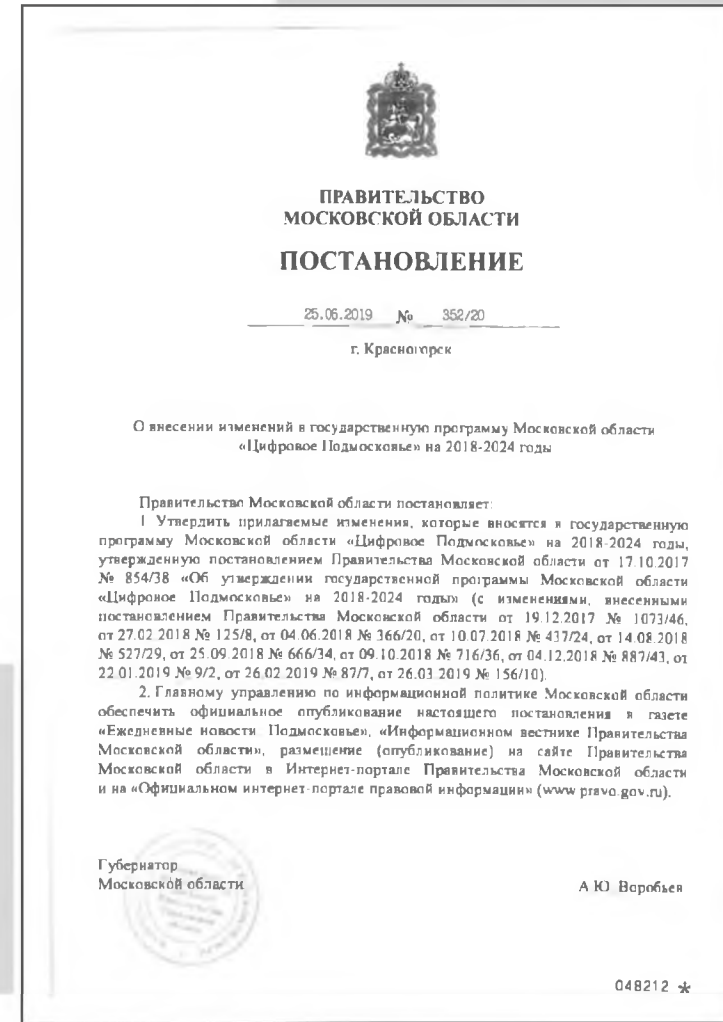 ПРАВИТЕЛЬСТВО
МОСКОВСКОЙ ОБЛАСТИ
ПОСТАНОВЛЕНИЕ
25.06.2019 № 352/20
г. Красногорск
О внесении изменений в государственную программу Московской области
«Цифровое Подмосковье» на 2018-2024 годы
Правительство Московской области постановляет:
1 Утвердить прилагаемые изменения, которые вносятся в государственную
программу Московской области «Цифровое Подмосковье» на 2018-2024 годы,
утвержденную постановлением Правительства Московской области от 17.10.2017
№ 854/38 «Об утверждении государственной программы Московской области
«Цифровое Подмосковье» на 2018-2024 годы» (с изменениями, внесенными
постановлением Правительства Московской области от 19.12.2017 № 1073/46,
от 27.02.2018 № 125/8, от 04.06.2018 № 366/20, от 10.07.2018 № 437/24, от 14.08.2018
№ 527/29, от 25.09.2018 № 666/34, от 09.10.2018 № 716/36, от 04.12.2018 № 887/43, от
22.01.2019 № 9/2, от 26.02.2019 № 87/7, от 26.03.2019 № 156/10).
2. Главному управлению по информационной политике Московской области
обеспечить официальное опубликование настоящего постановления в газете
«Ежедневные новости. Подмосковье», «Информационном вестнике Правительства
Московской области», размещение (опубликование) на сайте Правительства
Московской области в Интернет-портале Правительства Московской области
и на «Официальном интернет-портале правовой информации» (www.pravo.gov.ru).
Губернатор
Московской области
А.Ю. Воробьев
048212 *